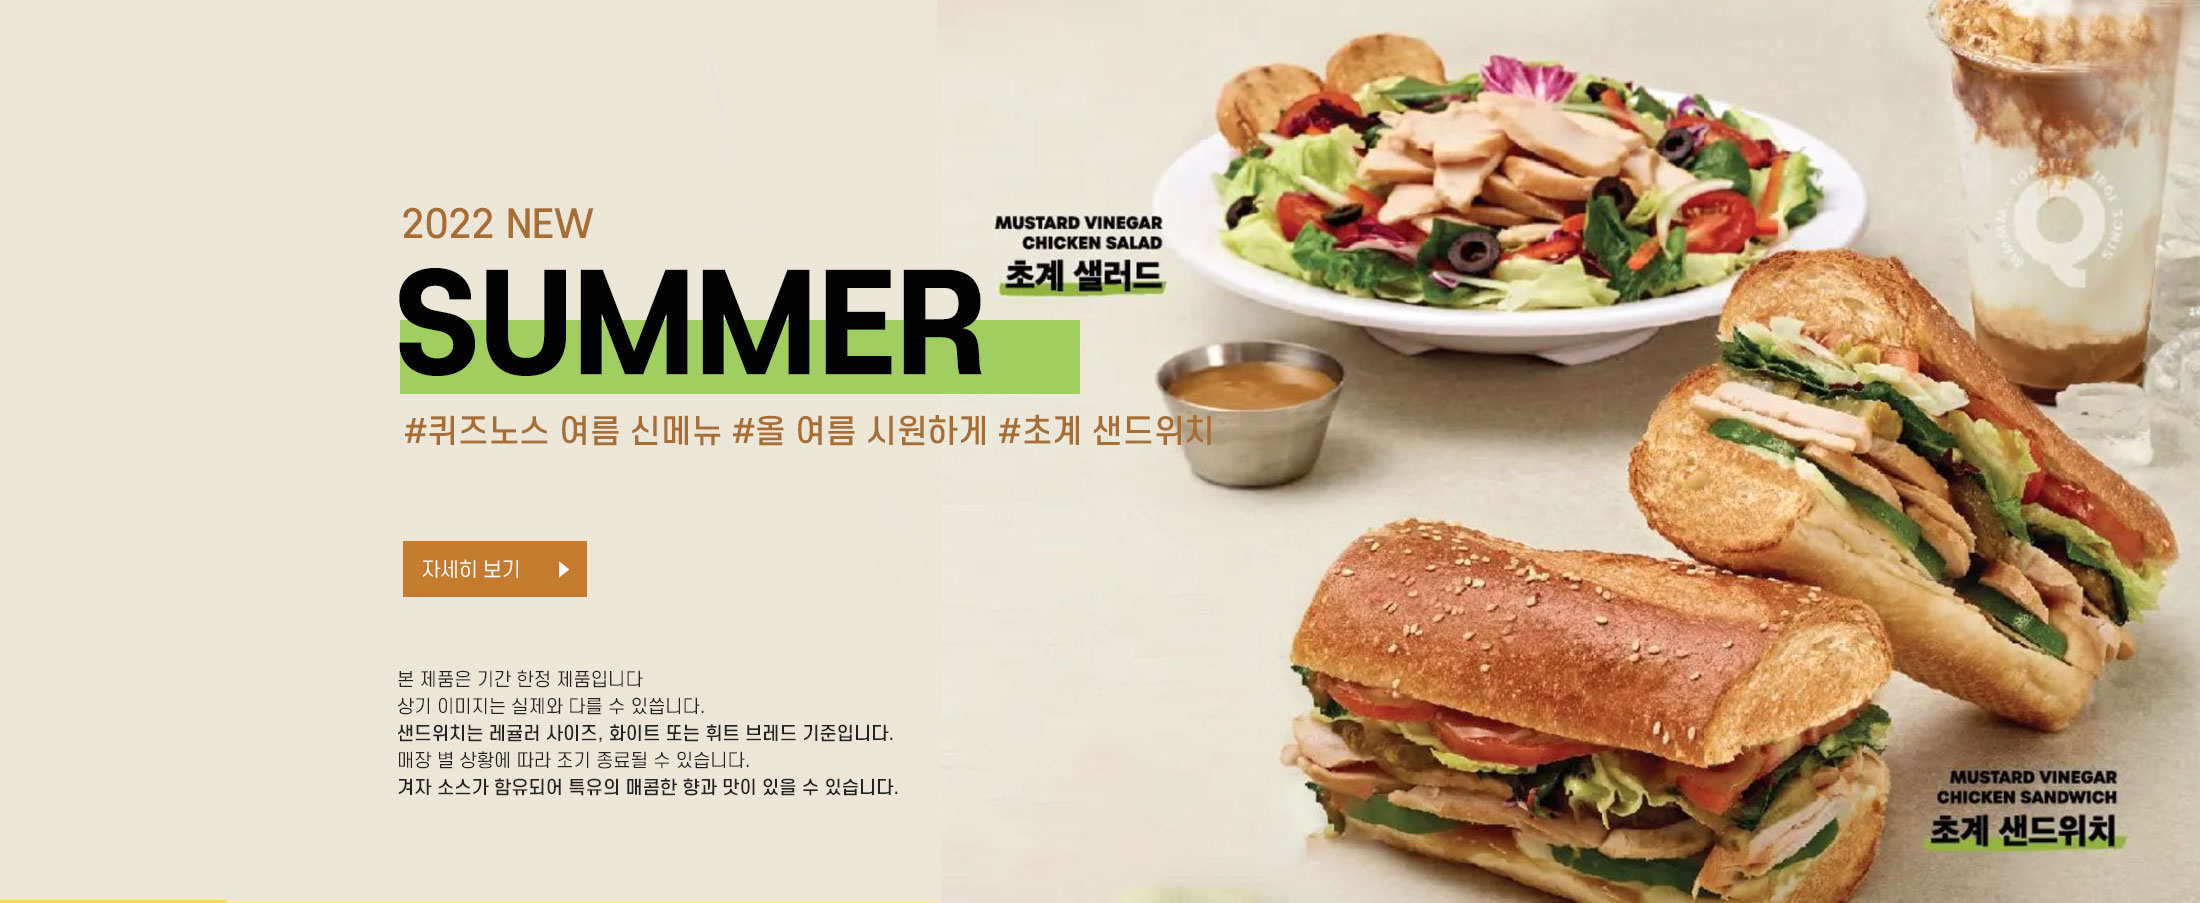 2022 NEW
SUMMER
#퀴즈노스 여름 신메뉴 #올 여름 시원하게 #초계 샌드위치
자세히 보기
본 제품은 기간 한정 제품입니다
상기 이미지는 실제와 다를 수 있씁니다.
샌드위치는 레귤러 사이즈, 화이트 또는 휘트 브레드 기준입니다.
매장 별 상황에 따라 조기 종료될 수 있습니다.
겨자 소스가 함유되어 특유의 매콤한 향과 맛이 있을 수 있습니다.
MUSTARD VINEGAR
CHICKEN SALAD
초계 샐러드
Q
MUSTARD VINEGAR
CHICKEN SANDWICH
초계 샌드위치